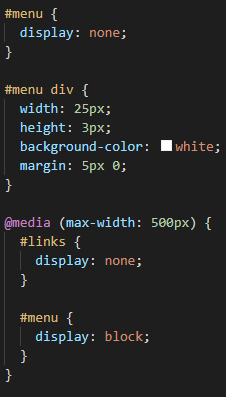 #menu {
  display: none;
}

#menu div {
  width: 25px;
  height: 3px;
  background-color: white;
  margin: 5px 0;
}

@media (max-width: 500px) {
  #links {
    display: none;
  }

  #menu {
    display: block;
  }
}